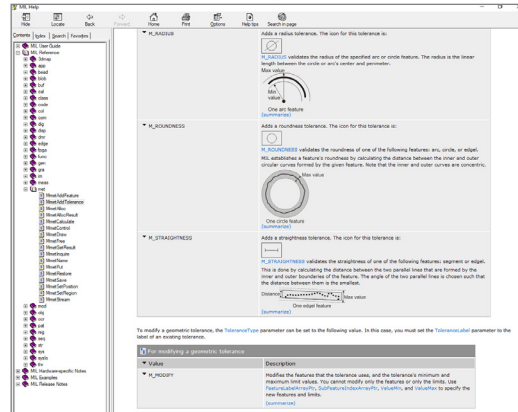 MIL Help
Hide
Locate
Back
Forward
Home
Print
Options
Help tips
Search in page
Contents
Index
Search
Favorites
MIL User Guide
MIL Reference
3dmap
app
bead
blob
buf
cal
class
code
col
com
dig
disp
dmr
edge
fpga
func
gen
gra
im
meas
met
MmetAddFeature
MmetAddTolerance
MmetAlloc
MmetAllocResult
MmetCalculate
MmetControl
MmetDraw
MmetFree
MmetGetResult
MmetInquire
MmetName
MmetPut
MmetRestore
MmetSave
MmetSetPosition
MmetSetRegion
MmetStream
mod
obj
ocr
pat
reg
seq
str
sys
sysIo
thr
MIL Hardware-specific Notes
MIL Examples
MIL Release Notes
M_RADIUS
Adds a radius tolerance. The icon for this tolerance is:
M_RADIUS validates the radius of the specified arc or circle feature. The radius is the linear
length between the circle or arc's center and perimeter.
Max value
Min
value
One arc feature
(summarize)
M_ROUNDNESS
Adds a roundness tolerance. The icon for this tolerance is:
M_ROUNDNESS validates the roundness of one of the following features: arc, circle, or edgel.
MIL establishes a feature's roundness by calculating the distance between the inner and outer
circular curves formed by the given feature. Note that the inner and outer curves are concentric.
Max value
One circle feature
(summarize)
M_STRAIGHTNESS
Adds a straightness tolerance. The icon for this tolerance is:
M_STRAIGHTNESS validates the straightness of one of the following features: segment or edgel.
This is done by calculating the distance between the two parallel lines that are formed by the
inner and outer boundaries of the feature. The angle of the two parallel lines is chosen such that
the distance between them is the smallest.
Distance
Max value
One edgel feature
(summarize)
To modify a geometric tolerance, the ToleranceType parameter can be set to the following value. In this case, you must set the ToleranceLabel parameter to the
label of an existing tolerance.
For modifying a geometric tolerance
Value
Description
M_MODIFY
Modifies the features that the tolerance uses, and the tolerance's minimum and
maximum limit values. You cannot modify only the features or only the limits. Use
FeatureLabelArrayPtr, SubFeatureIndexArrayPtr, ValueMin, and ValueMax to specify the
new features and limits.
(summarize)